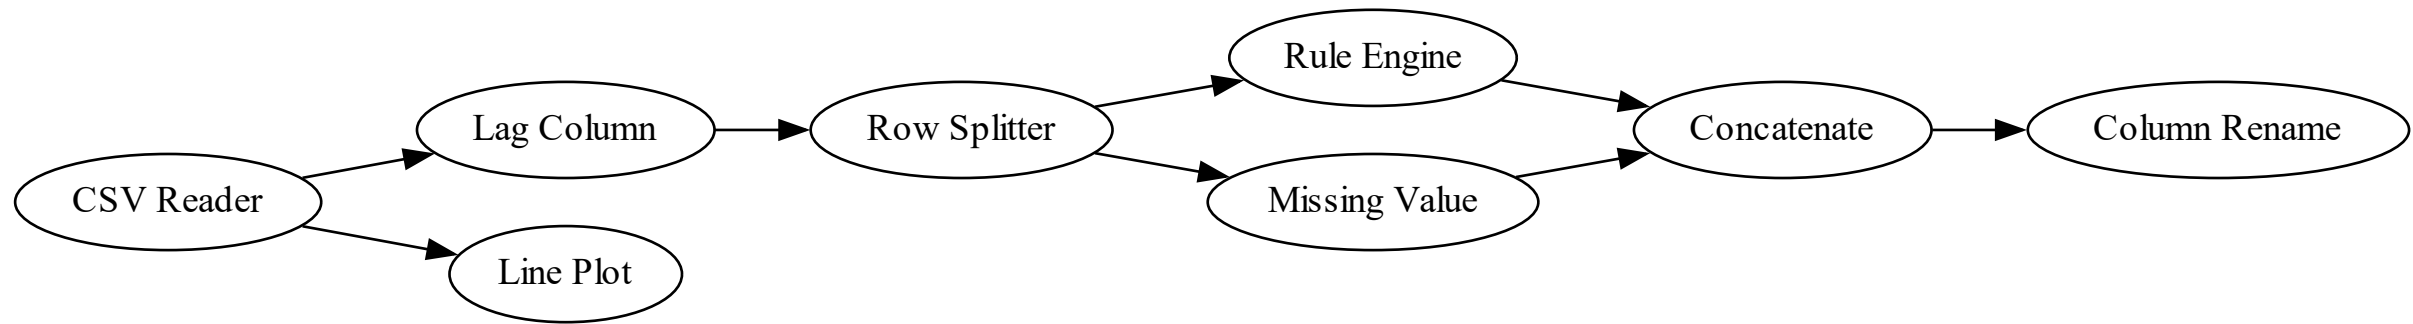 CSV Reader
Lag Column
Line Plot
Row Splitter
Rule Engine
Missing Value
Concatenate
Column Rename